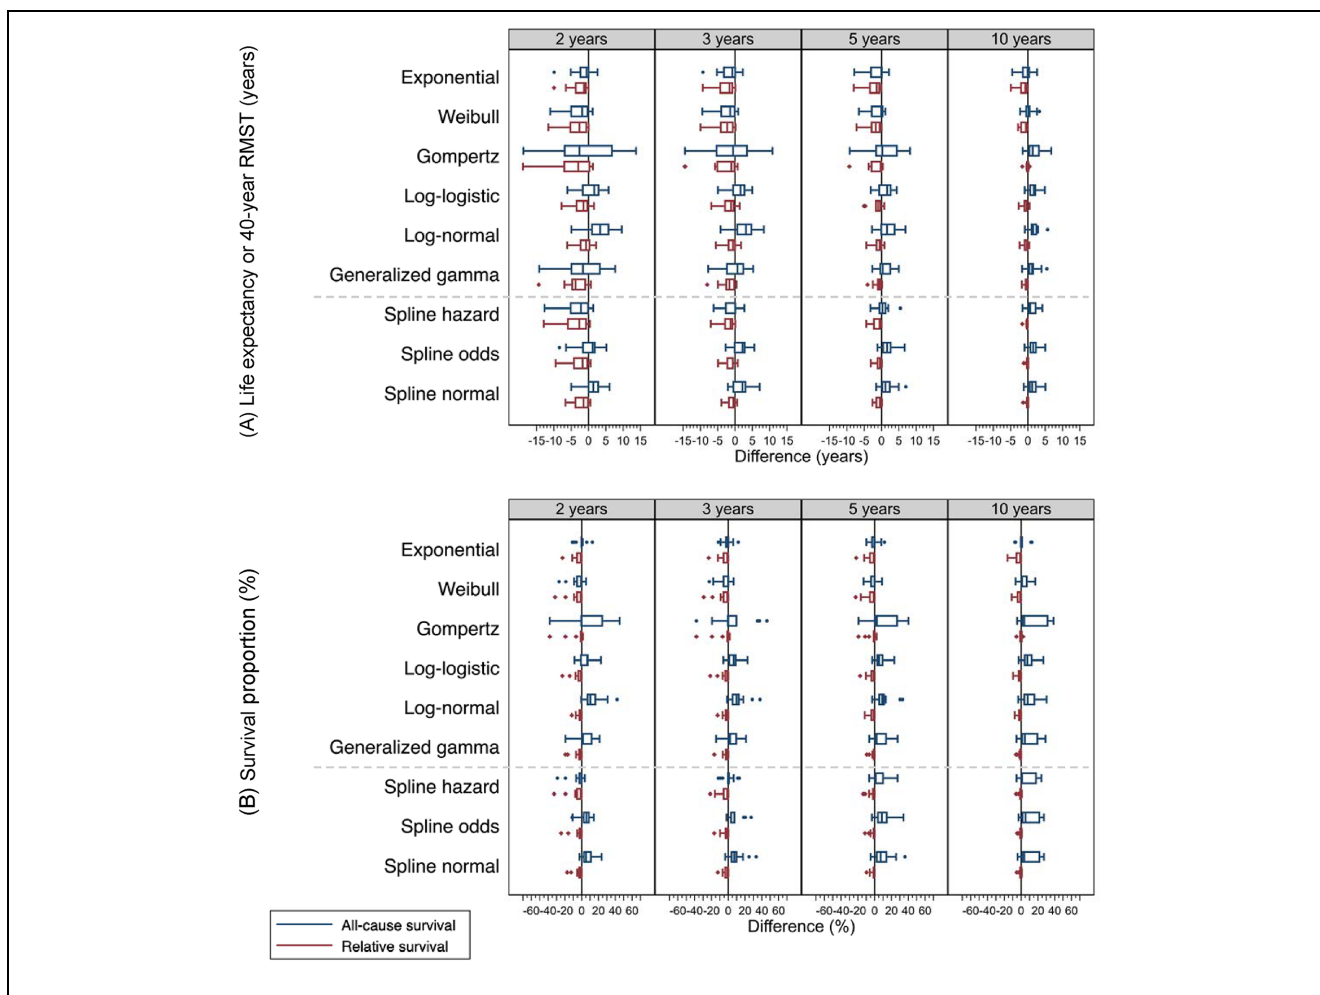 (A) Life expectancy or 40-year RMST (years)
2 years 3 years 5 years 10 years
Exponential
Weibull
Gompertz
Log-logistic
Log-normal
Generalized gamma
Spline hazard
Spline odds
Spline normal
-15-10 -5 0 5 10 15 -15-10 -5 0 5 10 15 -15-10 -5 0 5 10 15 -15-10 -5 0 5 10 15
Difference (years)
(B) Survival proportion (%)
2 years 3 years 5 years 10 years
Exponential
Weibull
Gompertz
Log-logistic
Log-normal
Generalized gamma
Spline hazard
Spline odds
Spline normal
-60-40-20 0 20 40 60 -60-40-20 0 20 40 60 -60-40-20 0 20 40 60 -60-40-20 0 20 40 60
Difference (%)
All-cause survival
Relative survival